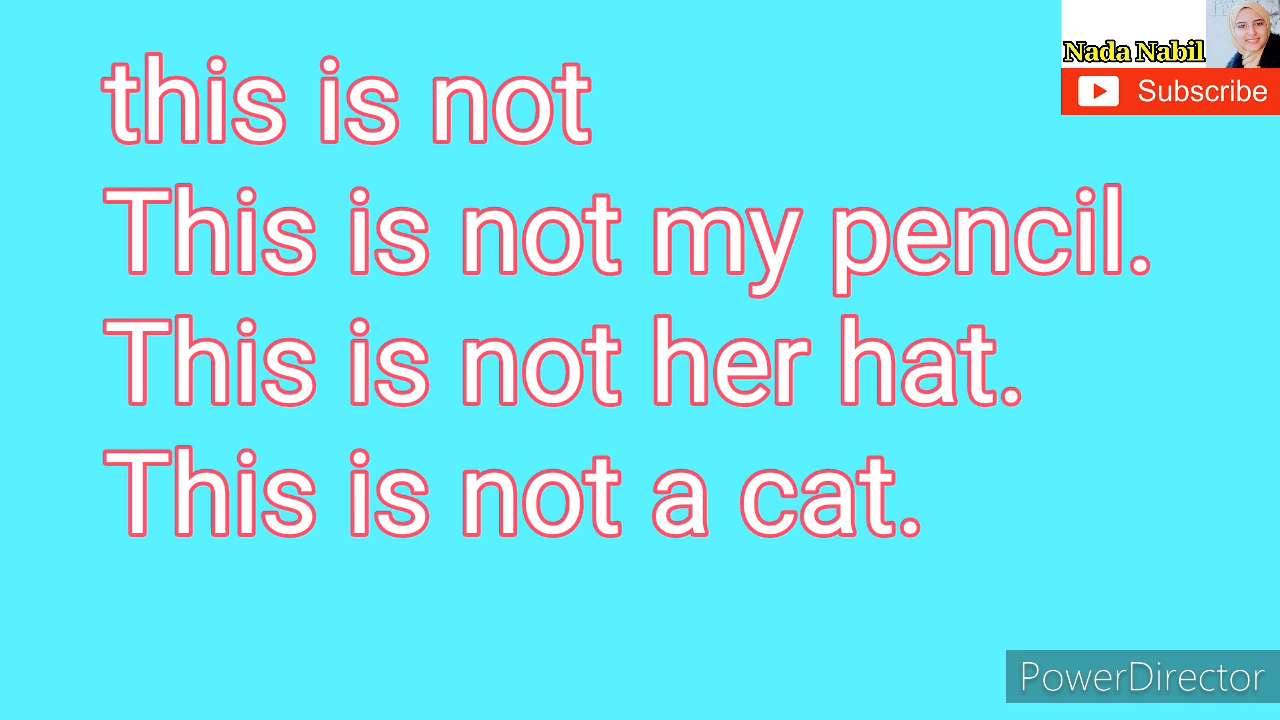 this is not
This is not my pencil.
This is not her hat.
This is not a cat.
Nada Nabil
Subscribe
PowerDirector